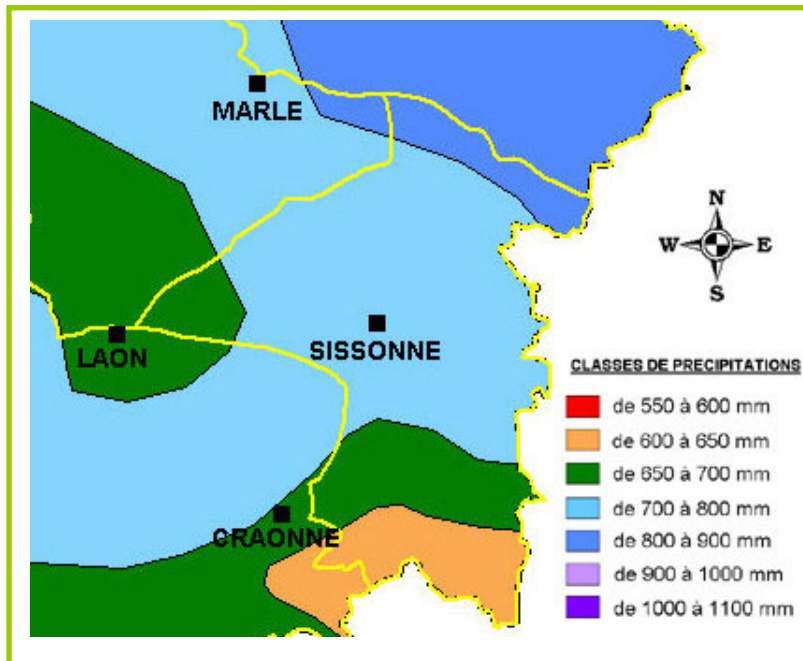 MARLE
N
W E
S
SISSONNE
LAON
CLASSES DE PRECIPITATIONS
de 550 à 600 mm
de 600 à 650 mm
de 650 à 700 mm
de 700 à 800 mm
de 800 à 900 mm
de 900 à 1000 mm
de 1000 à 1100 mm
CRAONNE